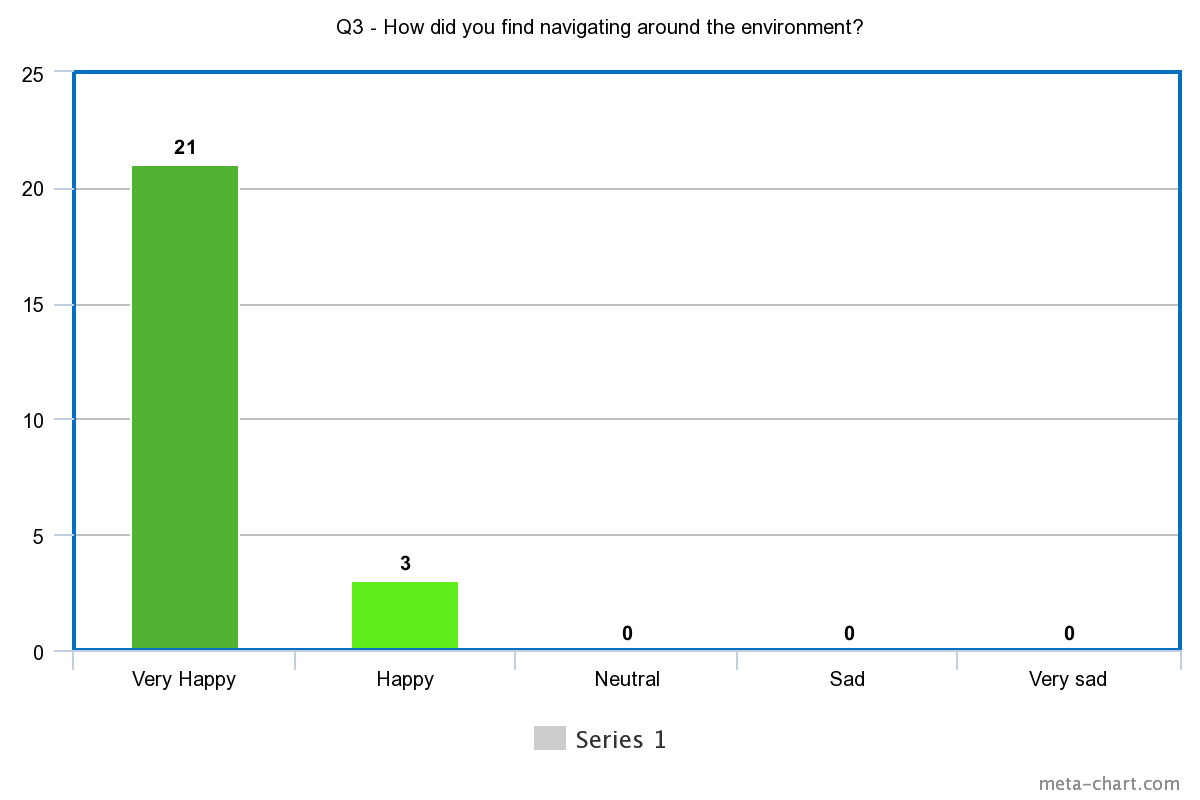 Q3 - How did you find navigating around the environment?
25
21
20
15
10
5
3
0
0
0
0
Very Happy
Happy
Neutral
Sad
Very sad
Series 1
meta-chart.com